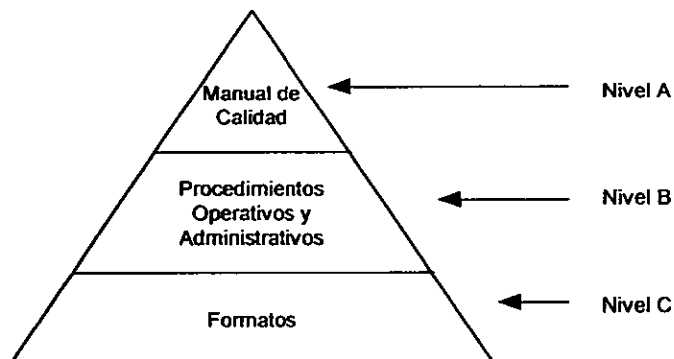 Manual de
Calidad
Nivel A
Procedimientos
Operativos y
Administrativos
Nivel B
Formatos
Nivel C